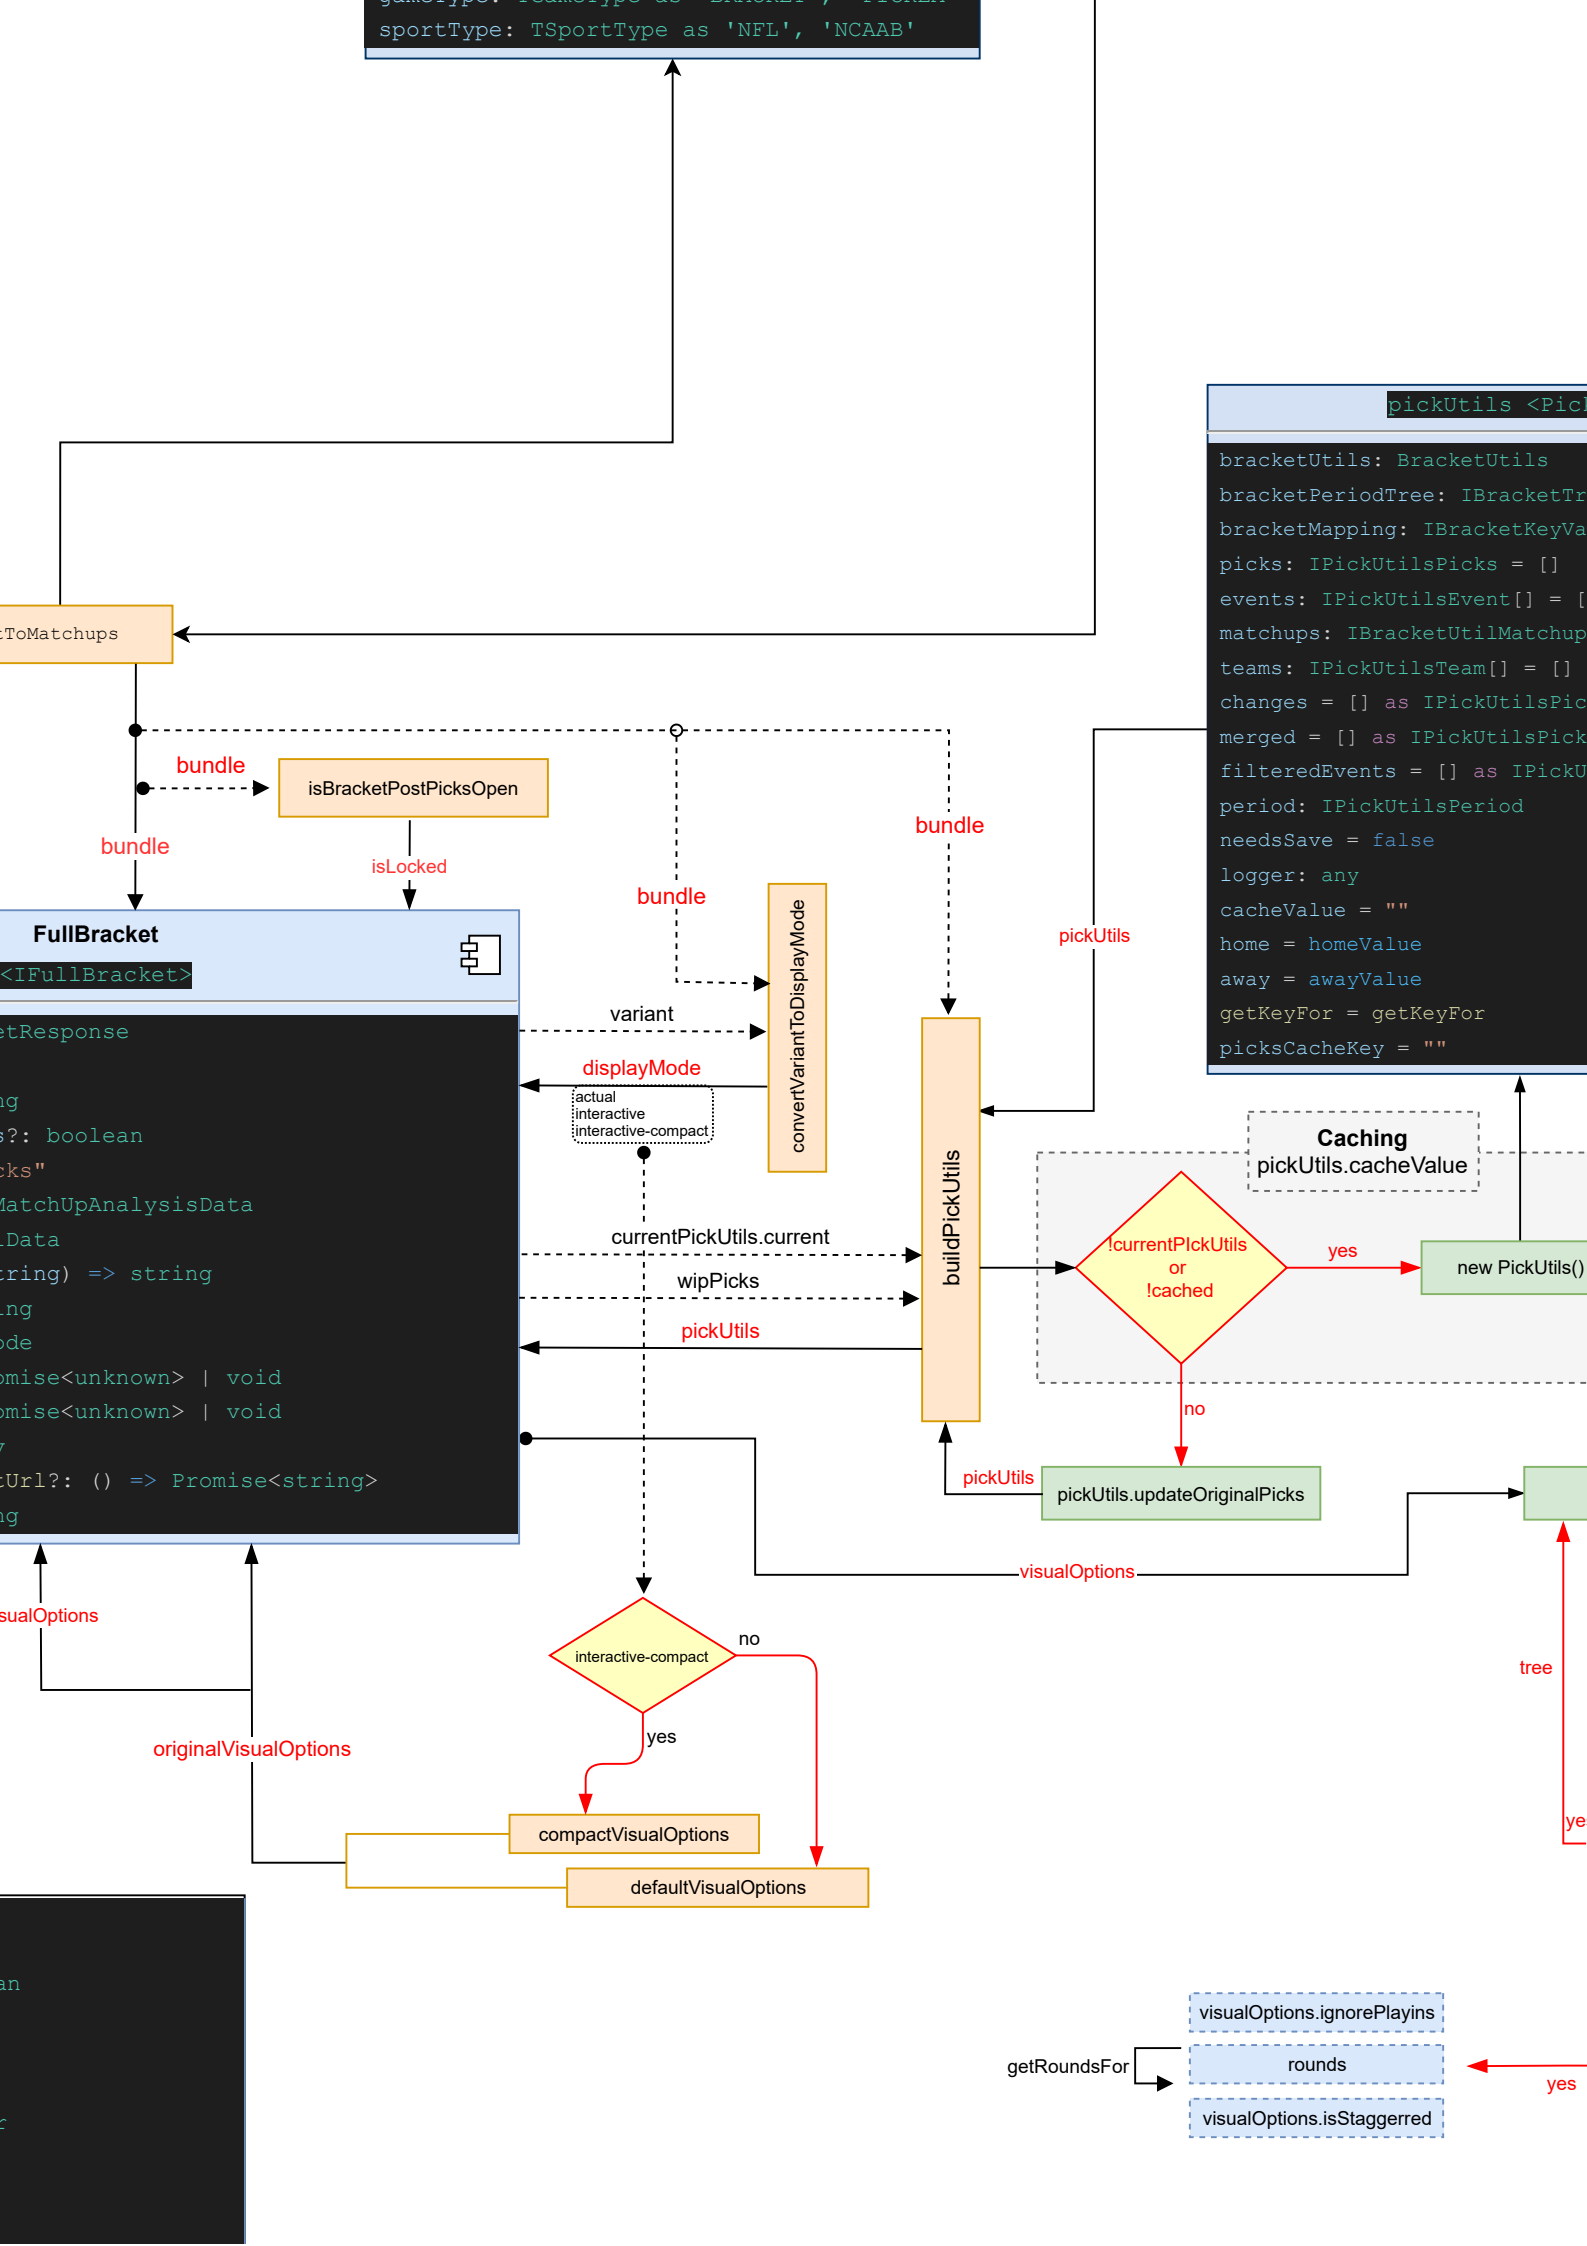 sportType: TSportType as 'NFL', 'NCAAB'
pickUtils <Pick
bracketUtils: BracketUtils
bracketPeriodTree: IBracketTr
bracketMapping: IBracketKeyVa
picks: IPickUtilsPicks = []
events: IPickUtilsEvent[] = [
matchups: IBracketUtilMatchup
teams: IPickUtilsTeam[] = []
changes = [] as IPickUtilsPic
merged = [] as IPickUtilsPick
filteredEvents = [] as IPickU
period: IPickUtilsPeriod
needsSave = false
logger: any
cacheValue = ""
home = homeValue
away = awayValue
getKeyFor = getKeyFor
picksCacheKey = ""
tToMatchups
bundle
isBracketPostPicksOpen
bundle
isLocked
bundle
bundle
pickUtils
FullBracket
<IFullBracket>
etResponse
ng
s?: boolean
cks"
MatchUpAnalysisData
lData
tring) => string
ing
ode
omise<unknown> | void
omise<unknown> | void
y
tUrl?: () => Promise<string>
ng
variant
displayMode
actual
interactive
interactive-compact
convertVariantToDisplayMode
currentPickUtils.current
wipPicks
pickUtils
buildPickUtils
Caching
pickUtils.cacheValue
!currentPIckUtils
or
!cached
yes
new PickUtils()
no
pickUtils
pickUtils.updateOriginalPicks
visualOptions
sualOptions
interactive-compact
no
yes
tree
originalVisualOptions
compactVisualOptions
defaultVisualOptions
yes
an
r
visualOptions.ignorePlayins
getRoundsFor
rounds
yes
visualOptions.isStaggerred